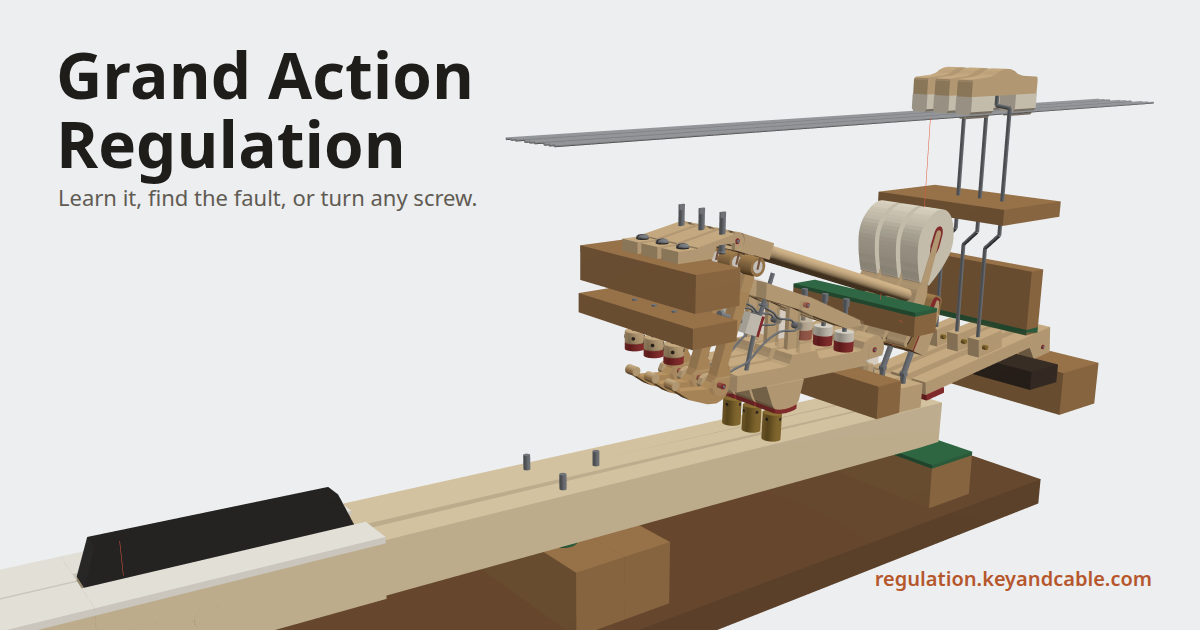 Grand Action
Regulation
Learn it, find the fault, or turn any screw.
regulation.keyandcable.com